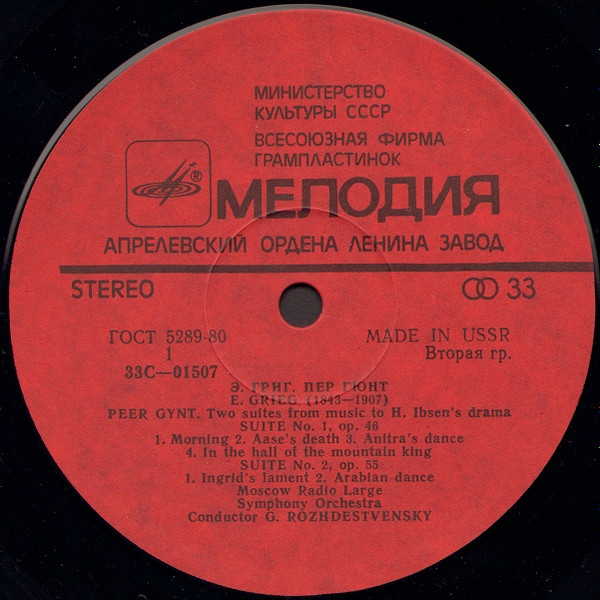 МИНИСТЕРСТВО
КУЛЬТУРЫ СССР
ВСЕСОЮЗНАЯ ФИРМА
ГРАМПЛАСТИНОК
®
МЕЛОДИЯ
АПРЕЛЕВСКИЙ ОРДЕНА ЛЕНИНА ЗАВОД
STEREO 33
ГОСТ 5289-80 MADE IN USSR
1 Вторая гр.
33С—01507
Э. ГРИГ. ПЕР ГЮНТ
E. GRIEG (1843—1907)
PEER GYNT. Two suites from music to H. Ibsen's drama
SUITE No. 1, op. 46
1. Morning 2. Aase's death 3. Anitra's dance
4. In the hall of the mountain king
SUITE No. 2, op. 55
1. Ingrid's lament 2. Arabian dance
Moscow Radio Large
Symphony Orchestra
Conductor G. ROZHDESTVENSKY